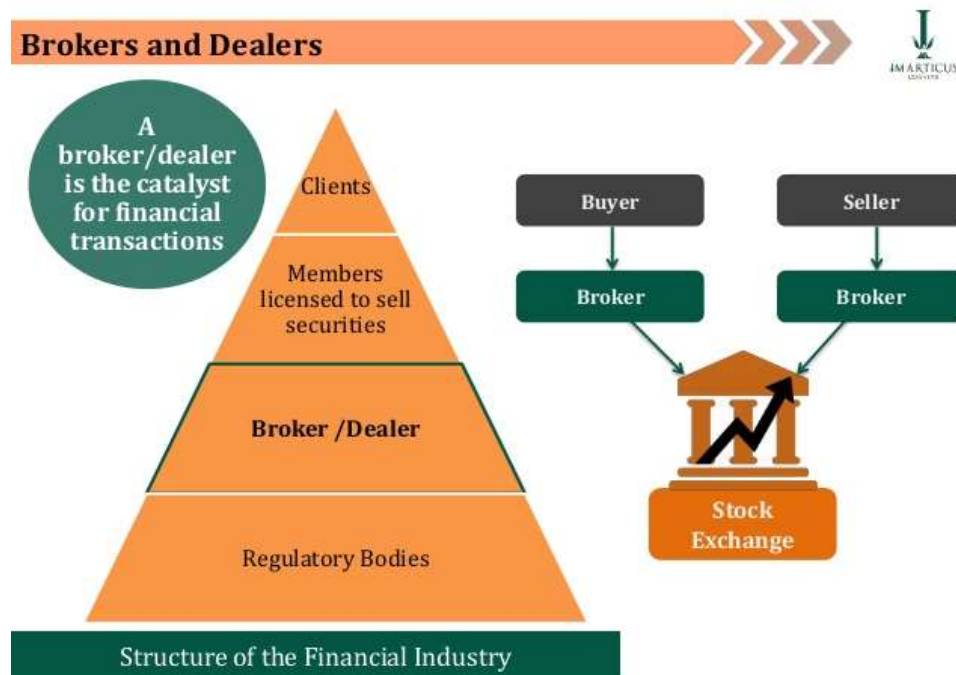 Brokers and Dealers
IMARTICUS
LEARNING
A
broker/dealer
is the catalyst
for financial
transactions
Clients
Members
licensed to sell
securities
Broker /Dealer
Regulatory Bodies
Structure of the Financial Industry
Buyer
Seller
Broker
Broker
Stock
Exchange